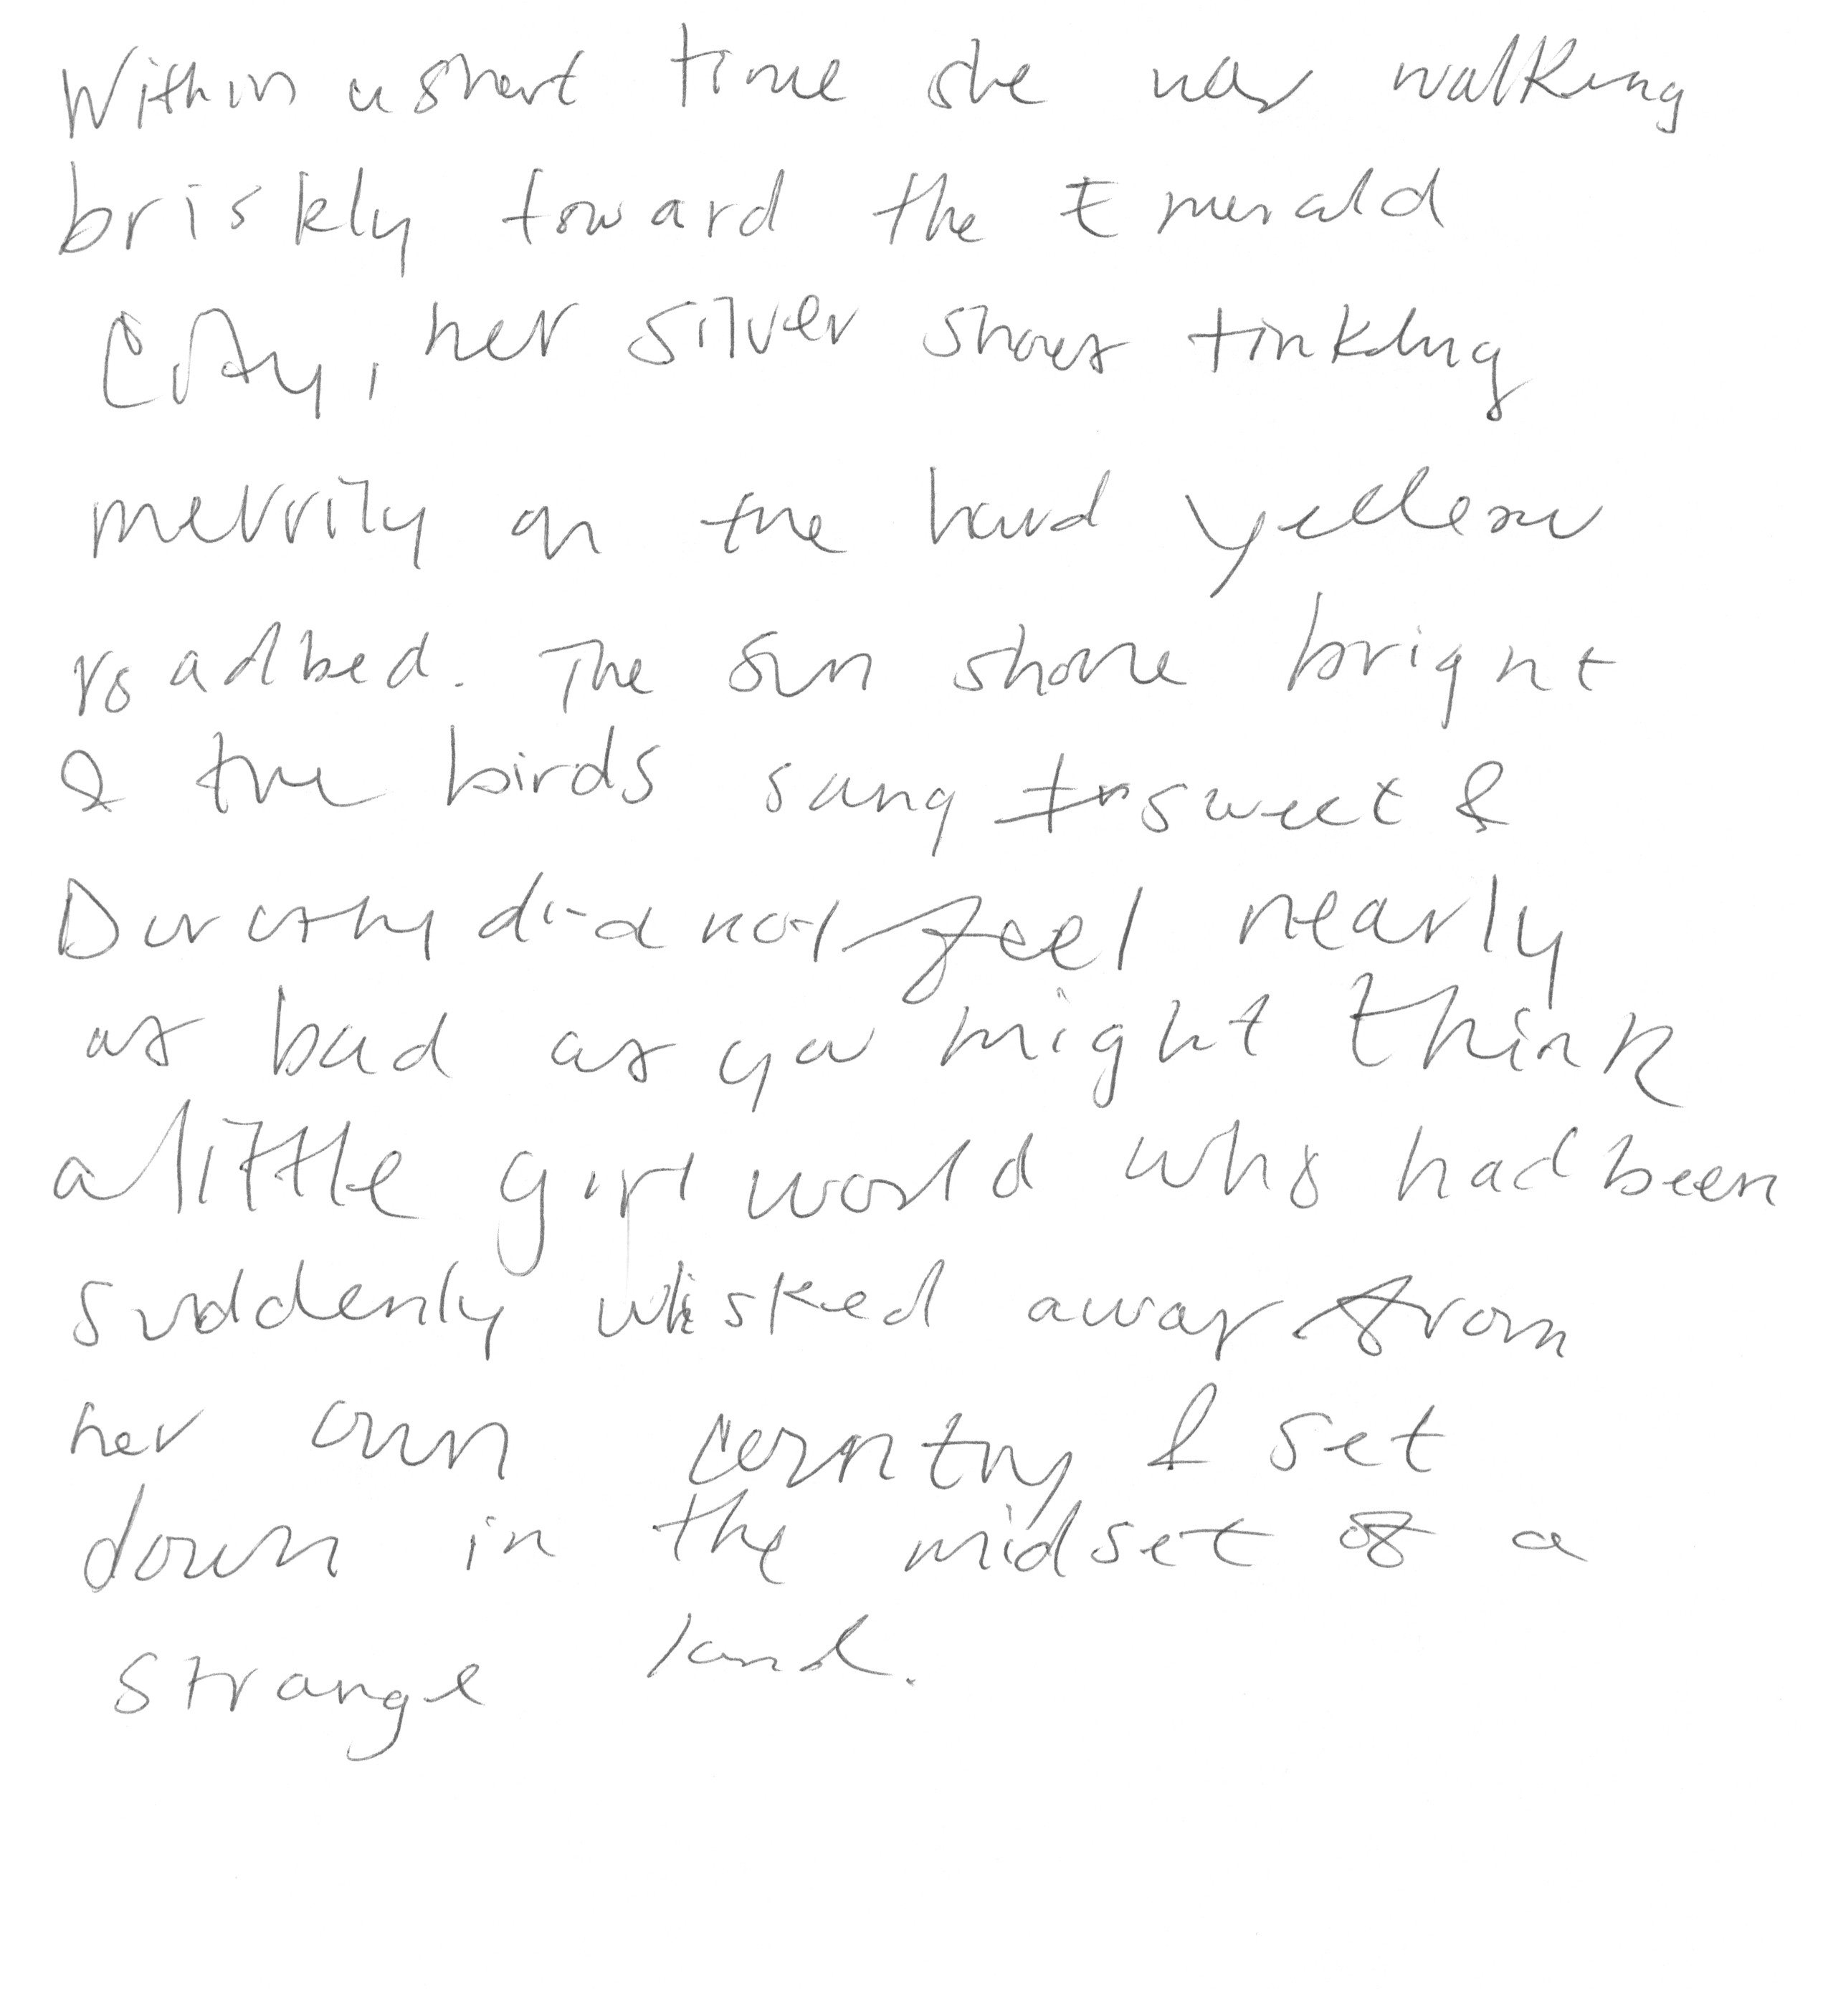 Within a short time she was walking
briskly toward the Emerald
City, her silver shoes tinkling
merrily on the hard yellow
roadbed. The sun shone bright
& the birds sang sweet &
Dorothy did not feel nearly
as bad as you might think
a little girl world who had been
suddenly whisked away from
her own country & set
down in the midset of a
strange land.